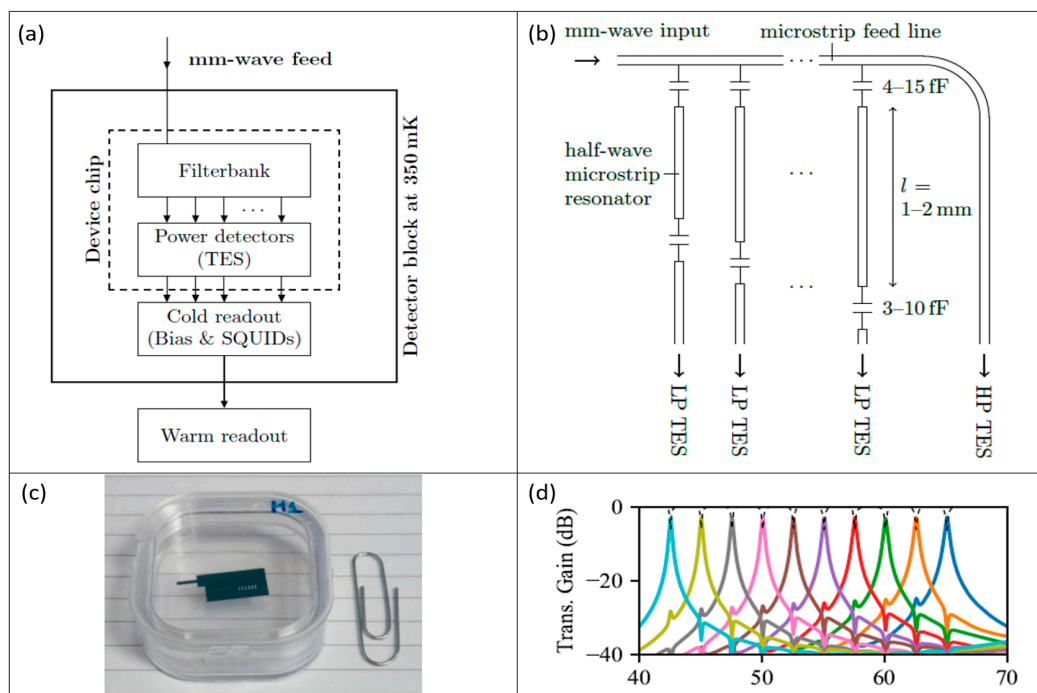 (a)
mm-wave feed
Device chip
Filterbank
...
Power detectors
(TES)
Cold readout
(Bias & SQUIDs)
Detector block at 350 mK
Warm readout
(b)
mm-wave input
microstrip feed line
...
4–15 fF
half-wave
microstrip
resonator
...
l =
1–2 mm
...
3–10 fF
LP TES
LP TES
LP TES
HP TES
(c)
H1
(d)
Trans. Gain (dB)
0
−20
−40
40
50
60
70